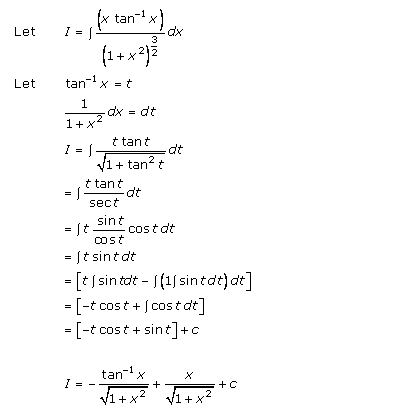 Let I = ∫ (x tan⁻¹ x) / (1 + x²)^(3/2) dx
Let tan⁻¹ x = t
1 / (1 + x²) dx = dt
I = ∫ t tan t / √(1 + tan² t) dt
= ∫ t tan t / sec t dt
= ∫ t sin t / cos t cos t dt
= ∫ t sin t dt
= [t ∫ sin t dt − ∫ (1 ∫ sin t dt) dt]
= [−t cos t + ∫ cos t dt]
= [−t cos t + sin t] + c
I = − tan⁻¹ x / √(1 + x²) + x / √(1 + x²) + c